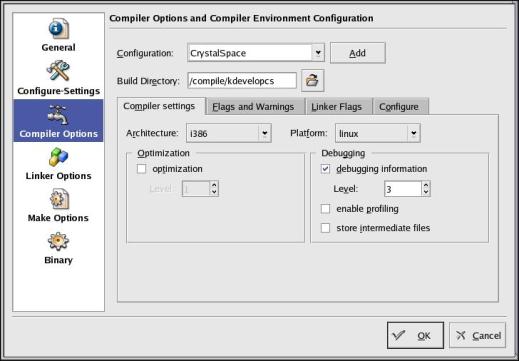 Compiler Options and Compiler Environment Configuration
General
Configure-Settings
Compiler Options
Linker Options
Make Options
Binary
Configuration: CrystalSpace Add
Build Directory: /compile/kdevelopcs
Compiler settings Flags and Warnings Linker Flags Configure
Architecture: i386 Platform: linux
Optimization
optimization
Level: 1
Debugging
debugging information
Level: 3
enable profiling
store intermediate files
OK Cancel